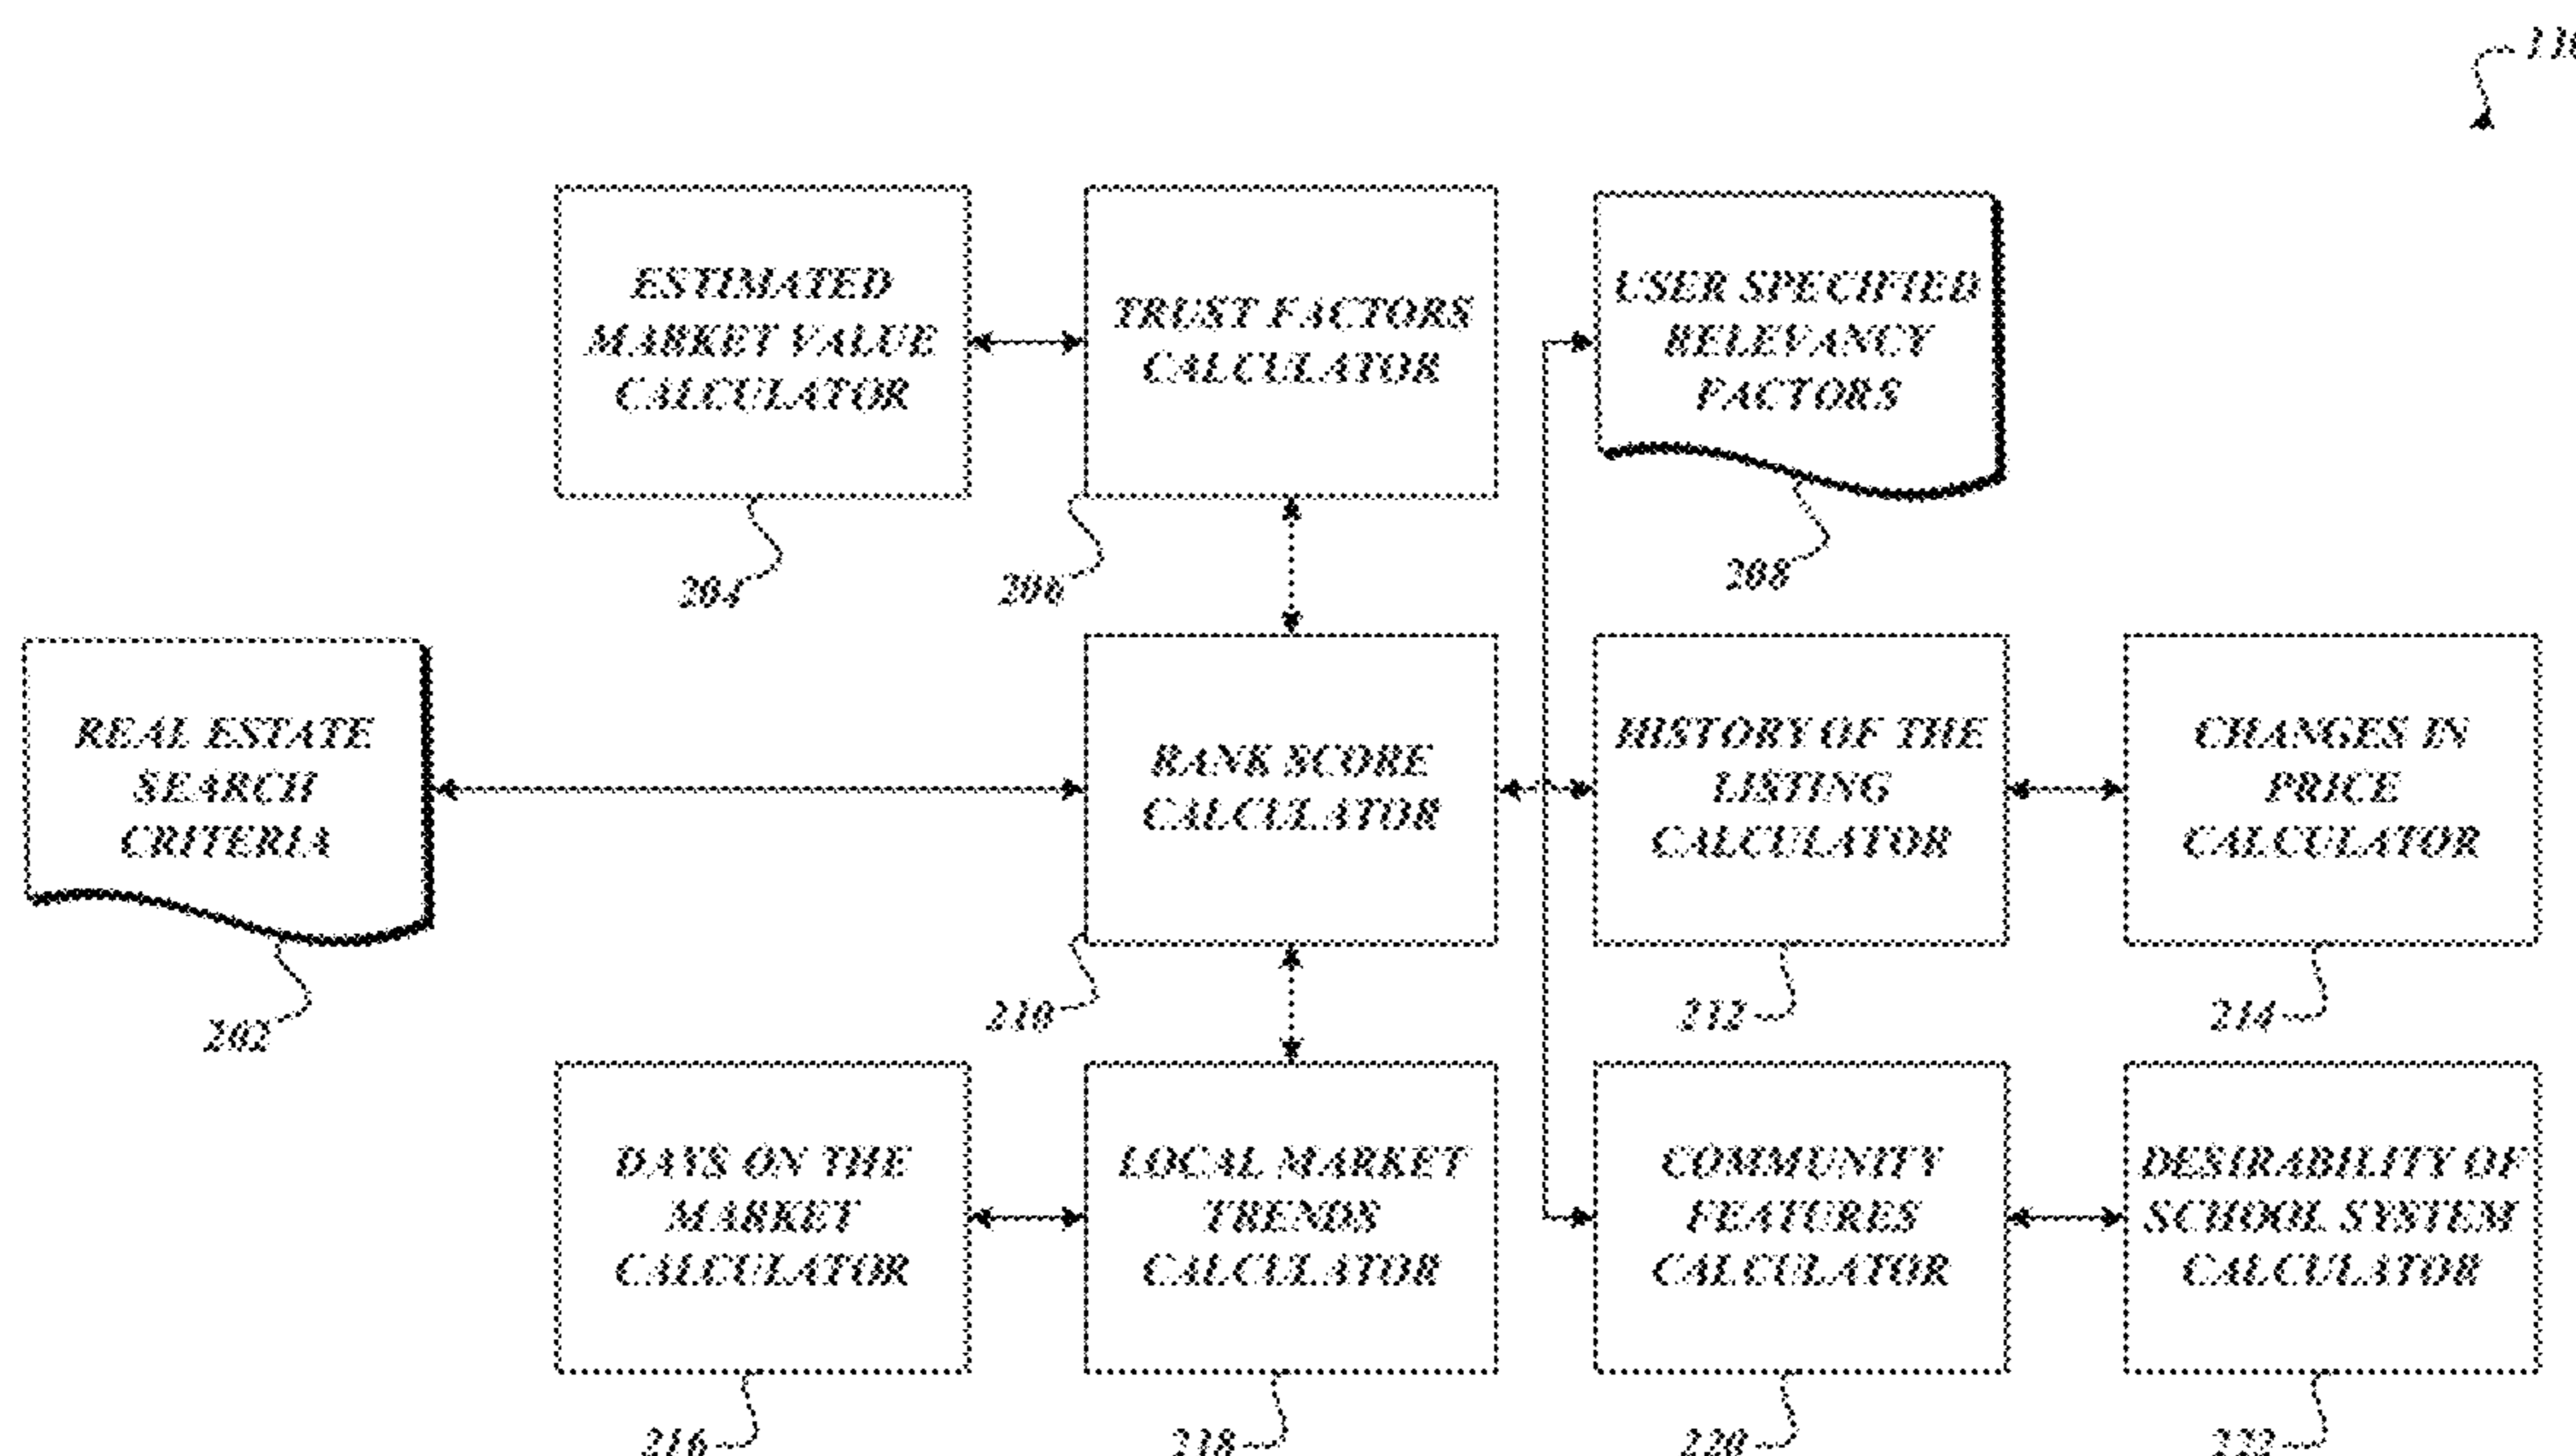 ESTIMATED
MARKET VALUE
CALCULATOR
204
TRUST FACTORS
CALCULATOR
206
USER SPECIFIED
RELEVANCY
FACTORS
208
REAL ESTATE
SEARCH
CRITERIA
202
RANK SCORE
CALCULATOR
210
HISTORY OF THE
LISTING
CALCULATOR
212
CHANGES IN
PRICE
CALCULATOR
214
DAYS ON THE
MARKET
CALCULATOR
216
LOCAL MARKET
TRENDS
CALCULATOR
218
COMMUNITY
FEATURES
CALCULATOR
220
DESIRABILITY OF
SCHOOL SYSTEM
CALCULATOR
222